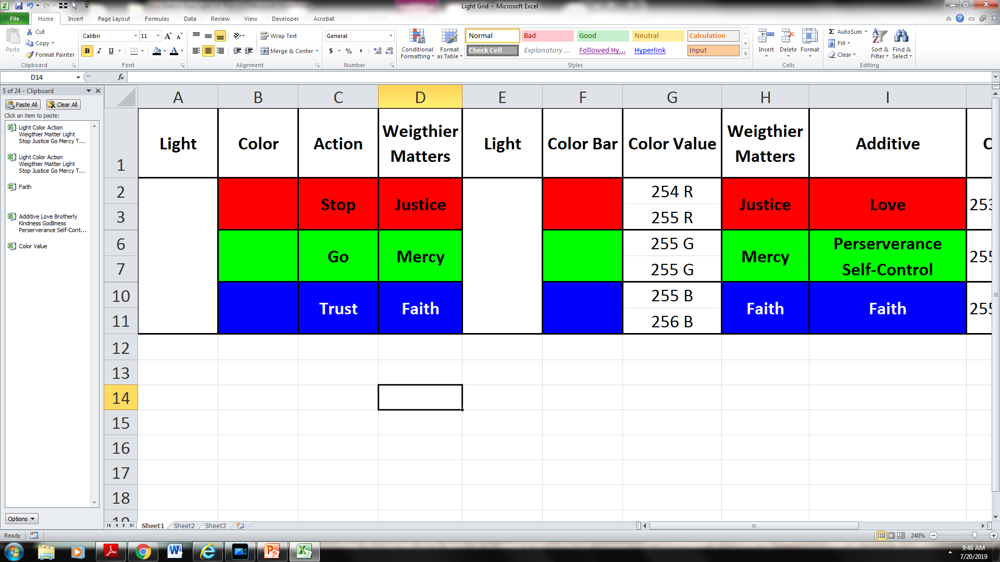 Light Grid - Microsoft Excel
File Home Insert Page Layout Formulas Data Review View Developer Acrobat
Paste Cut Copy Format Painter
Calibri 11
B I U
Wrap Text
Merge & Center
General
$ % ,
Conditional Formatting Format as Table
Normal Bad Good Neutral Calculation
Check Cell Explanatory ... Followed Hy... Hyperlink Input
Insert Delete Format
Σ AutoSum Fill Clear
Sort & Filter Find & Select
Clipboard Font Alignment Number Styles Cells Editing
D14 fx
5 of 24 - Clipboard
Paste All Clear All
Click an item to paste:
Light Color Action
Weigthier Matter Light
Stop Justice Go Mercy T...
Light Color Action
Weigthier Matter Light
Stop Justice Go Mercy T...
Faith
Additive Love Brotherly
Kindness Godliness
Perserverance Self-Cont...
Color Value
Options
A B C D E F G H I
1 Light Color Action Weigthier Matters Light Color Bar Color Value Weigthier Matters Additive C
2 Stop Justice 254 R Justice Love 253
3 255 R
6 Go Mercy 255 G Mercy Perserverance 255
7 255 G Self-Control
10 Trust Faith 255 B Faith Faith 255
11 256 B
12
13
14
15
16
17
18
19
Sheet1 Sheet2 Sheet3
Ready 240%
9:46 AM
7/20/2019